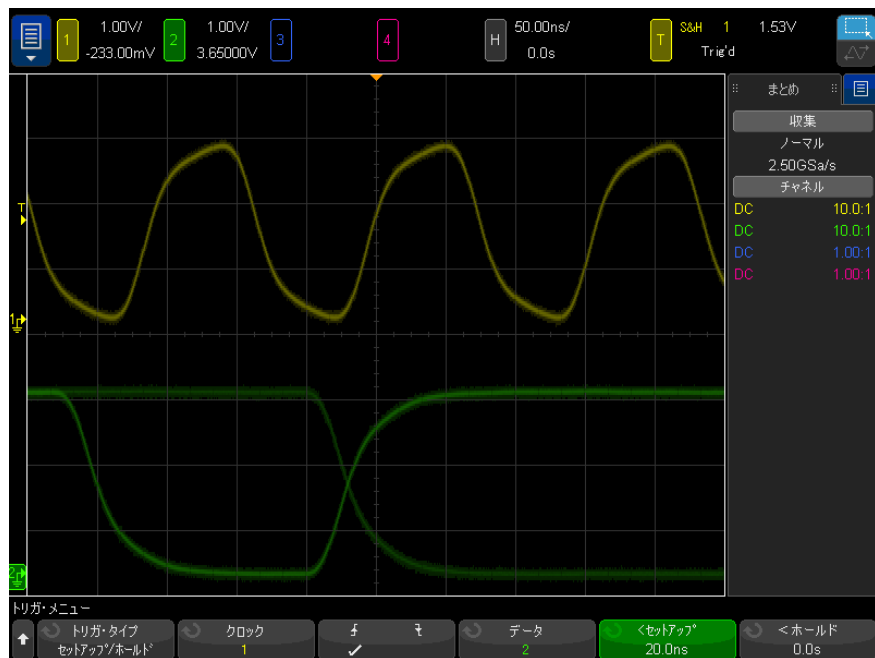 1 1.00V/ -233.00mV
2 1.00V/ 3.65000V
3
4
H 50.00ns/ 0.0s
T S&H 1 1.53V
Trig'd
まとめ
収集
ノーマル
2.50GSa/s
チャネル
DC 10.0:1
DC 10.0:1
DC 1.00:1
DC 1.00:1
T
1
2
トリガ・メニュー
トリガ・タイプ
セットアップ/ホールド
クロック
1
データ
2
<セットアップ
20.0ns
<ホールド
0.0s